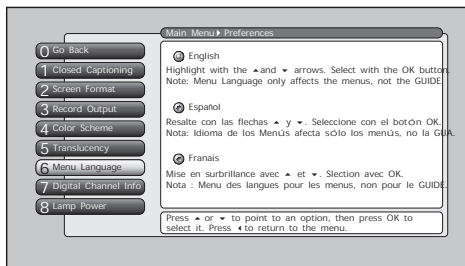 Main Menu ▶ Preferences
0 Go Back
1 Closed Captioning
2 Screen Format
3 Record Output
4 Color Scheme
5 Translucency
6 Menu Language
7 Digital Channel Info
8 Lamp Power
English
Highlight with the ▲ and ▼ arrows. Select with the OK button.
Note: Menu Language only affects the menus, not the GUIDE.
Español
Resalte con las flechas ▲ y ▼. Seleccione con el botón OK.
Nota: Idioma de los Menús afecta sólo los menús, no la GUA.
Franais
Mise en surbrillance avec ▲ et ▼. Slection avec OK.
Nota : Menu des langues pour les menus, non pour le GUIDE.
Press ▲ or ▼ to point to an option, then press OK to
select it. Press ◀ to return to the menu.